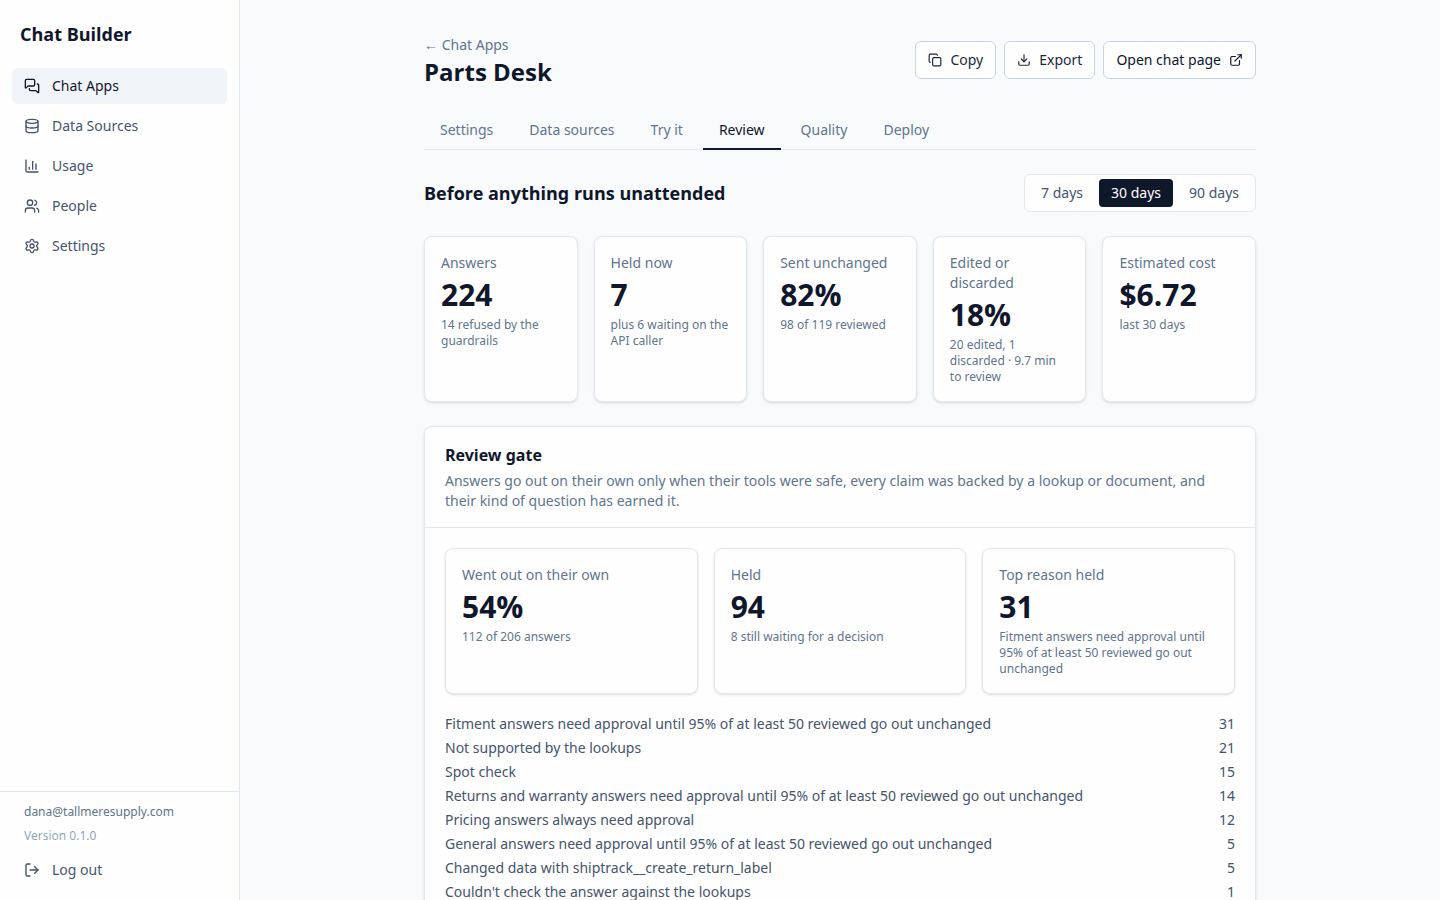 Chat Builder
Chat Apps
Data Sources
Usage
People
Settings
dana@tallmeresupply.com
Version 0.1.0
Log out
← Chat Apps
Parts Desk
Copy
Export
Open chat page
Settings
Data sources
Try it
Review
Quality
Deploy
Before anything runs unattended
7 days
30 days
90 days
Answers
224
14 refused by the
guardrails
Held now
7
plus 6 waiting on the
API caller
Sent unchanged
82%
98 of 119 reviewed
Edited or
discarded
18%
20 edited, 1
discarded · 9.7 min
to review
Estimated cost
$6.72
last 30 days
Review gate
Answers go out on their own only when their tools were safe, every claim was backed by a lookup or document, and
their kind of question has earned it.
Went out on their own
54%
112 of 206 answers
Held
94
8 still waiting for a decision
Top reason held
31
Fitment answers need approval until
95% of at least 50 reviewed go out
unchanged
Fitment answers need approval until 95% of at least 50 reviewed go out unchanged 31
Not supported by the lookups 21
Spot check 15
Returns and warranty answers need approval until 95% of at least 50 reviewed go out unchanged 14
Pricing answers always need approval 12
General answers need approval until 95% of at least 50 reviewed go out unchanged 5
Changed data with shiptrack__create_return_label 5
Couldn't check the answer against the lookups 1